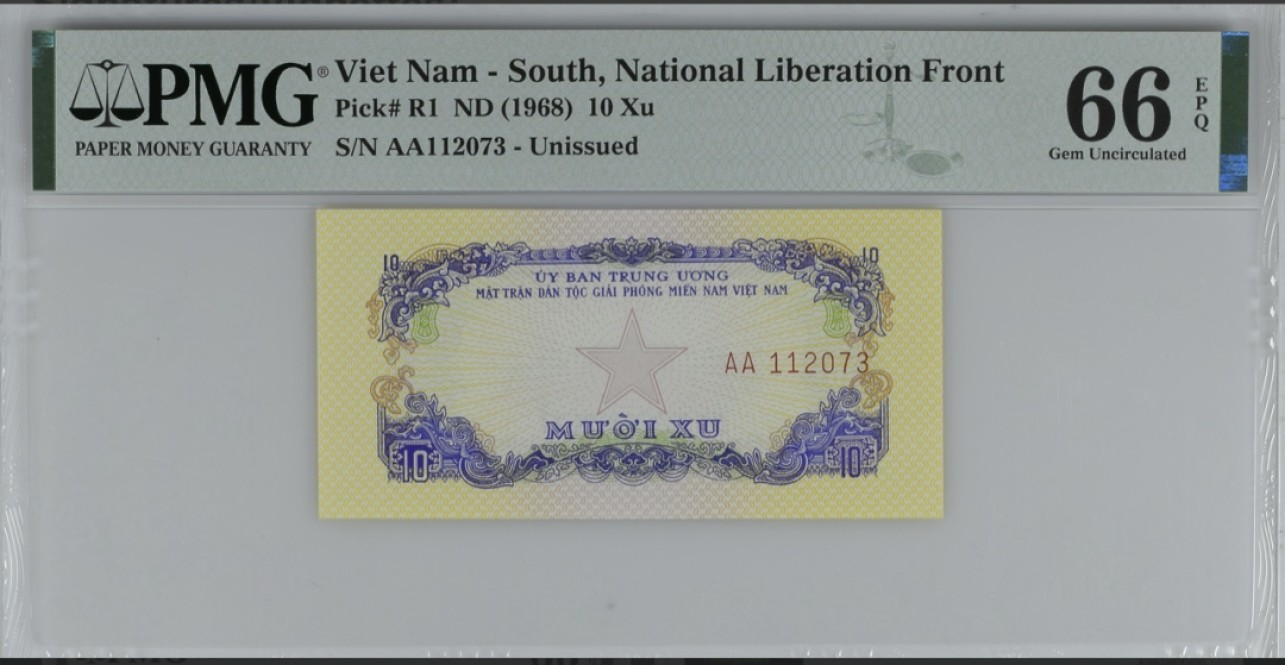 PMG® Viet Nam - South, National Liberation Front
Pick# R1 ND (1968) 10 Xu
PAPER MONEY GUARANTY S/N AA112073 - Unissued
66 EPQ
Gem Uncirculated
10 10
ỦY BAN TRUNG ƯƠNG
MẶT TRẬN DÂN TỘC GIẢI PHÓNG MIỀN NAM VIỆT NAM
AA 112073
MƯỜI XU
10 10